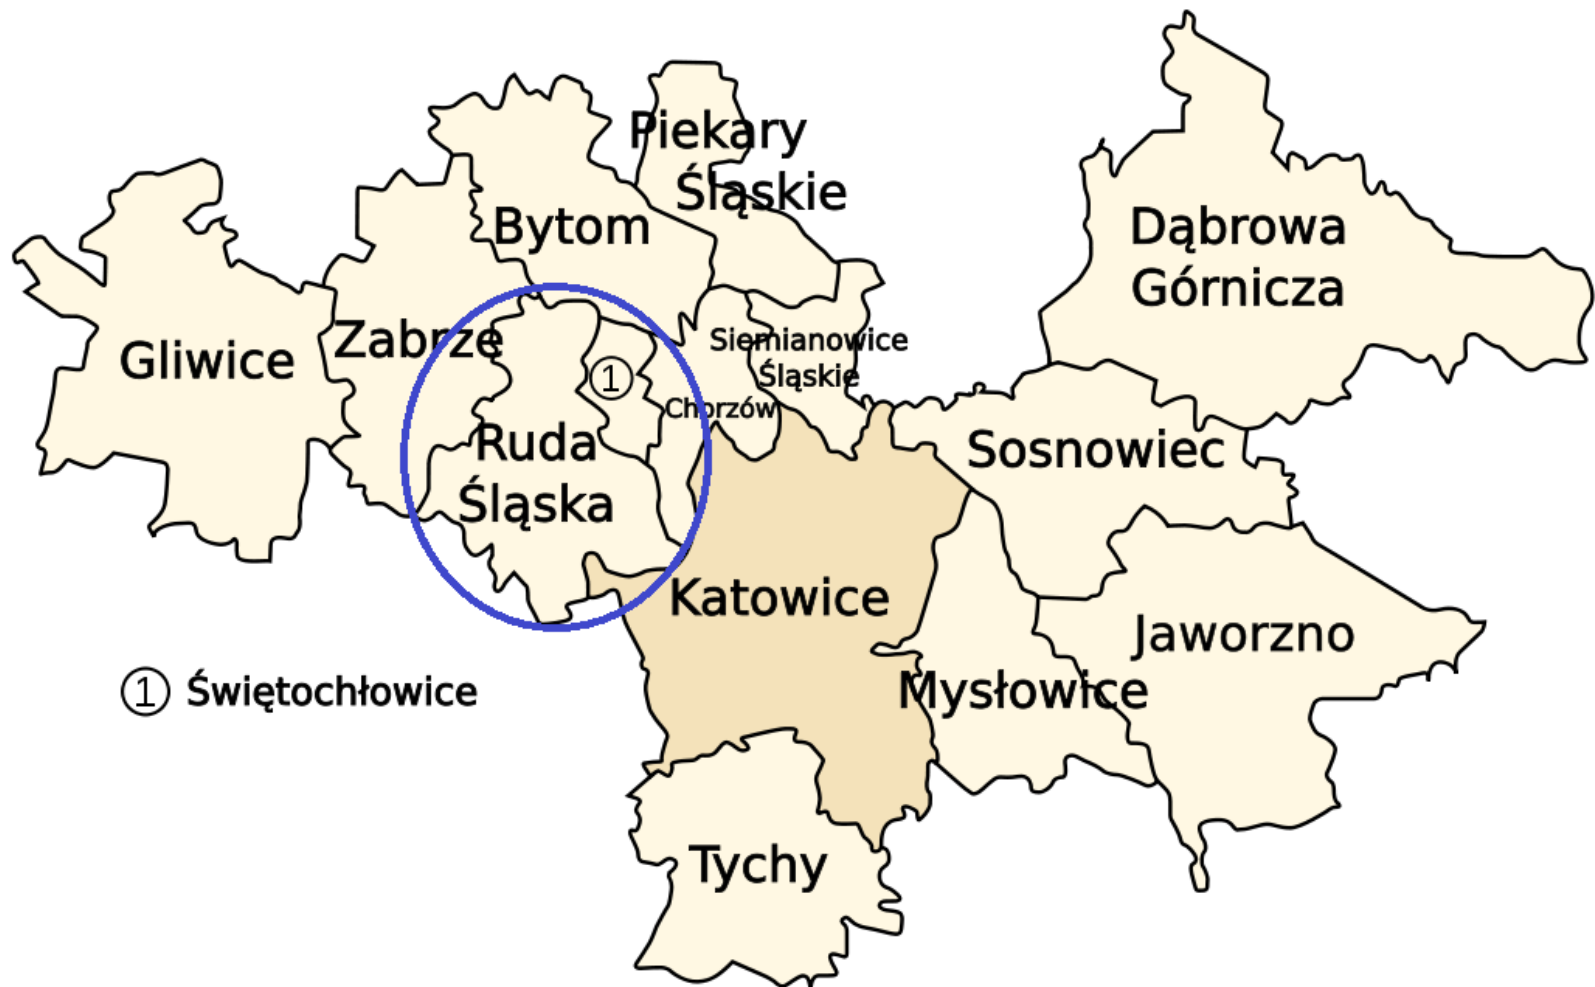 Piekary
Śląskie
Bytom
Dąbrowa
Górnicza
Gliwice
Zabrze
Siemianowice
Śląskie
1
Chorzów
Ruda
Śląska
Sosnowiec
Katowice
Jaworzno
Mysłowice
1 Świętochłowice
Tychy